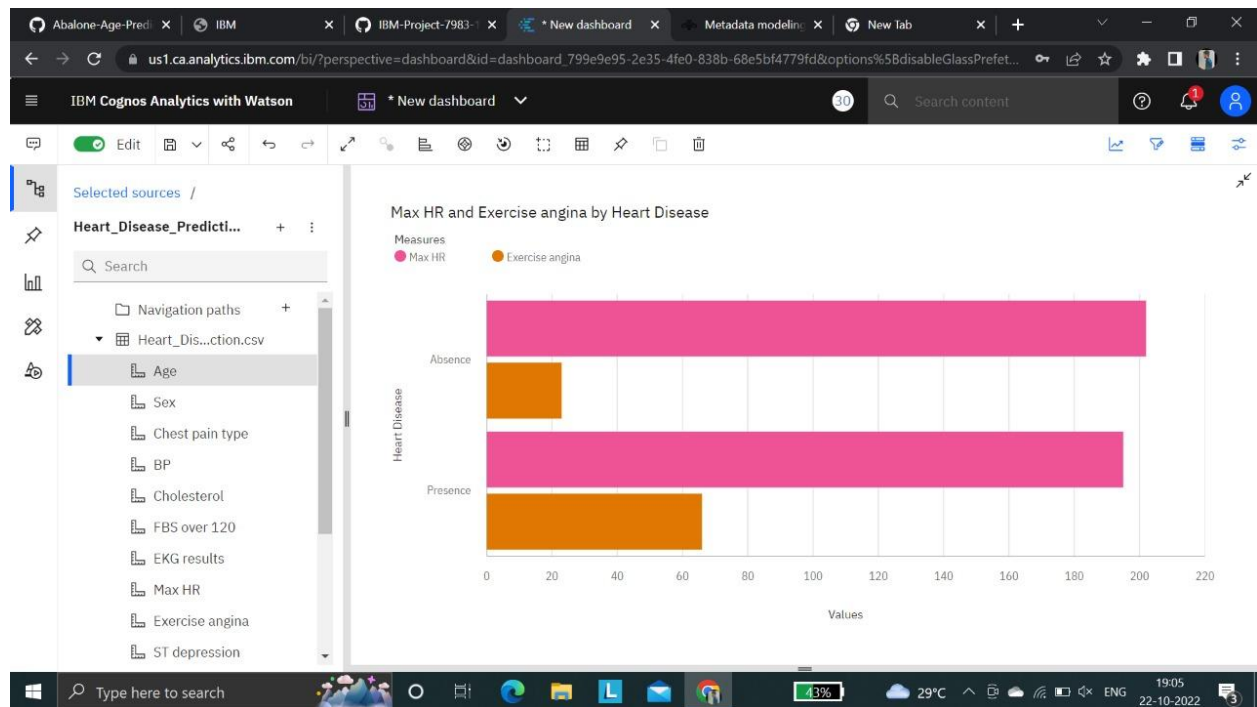 Abalone-Age-Predi
IBM
IBM-Project-7983-1
* New dashboard
Metadata modeling
New Tab
us1.ca.analytics.ibm.com/bi/?perspective=dashboard&id=dashboard_799e9e95-2e35-4fe0-838b-68e5bf4779fd&options%5BdisableGlassPrefet...
IBM Cognos Analytics with Watson
* New dashboard
30
Search content
1
Edit
Selected sources /
Heart_Disease_Predicti...
Search
Navigation paths
Heart_Dis...ction.csv
Age
Sex
Chest pain type
BP
Cholesterol
FBS over 120
EKG results
Max HR
Exercise angina
ST depression
Max HR and Exercise angina by Heart Disease
Measures
Max HR
Exercise angina
Heart Disease
Absence
Presence
0 20 40 60 80 100 120 140 160 180 200 220
Values
Type here to search
43%
29°C
ENG
19:05
22-10-2022
3